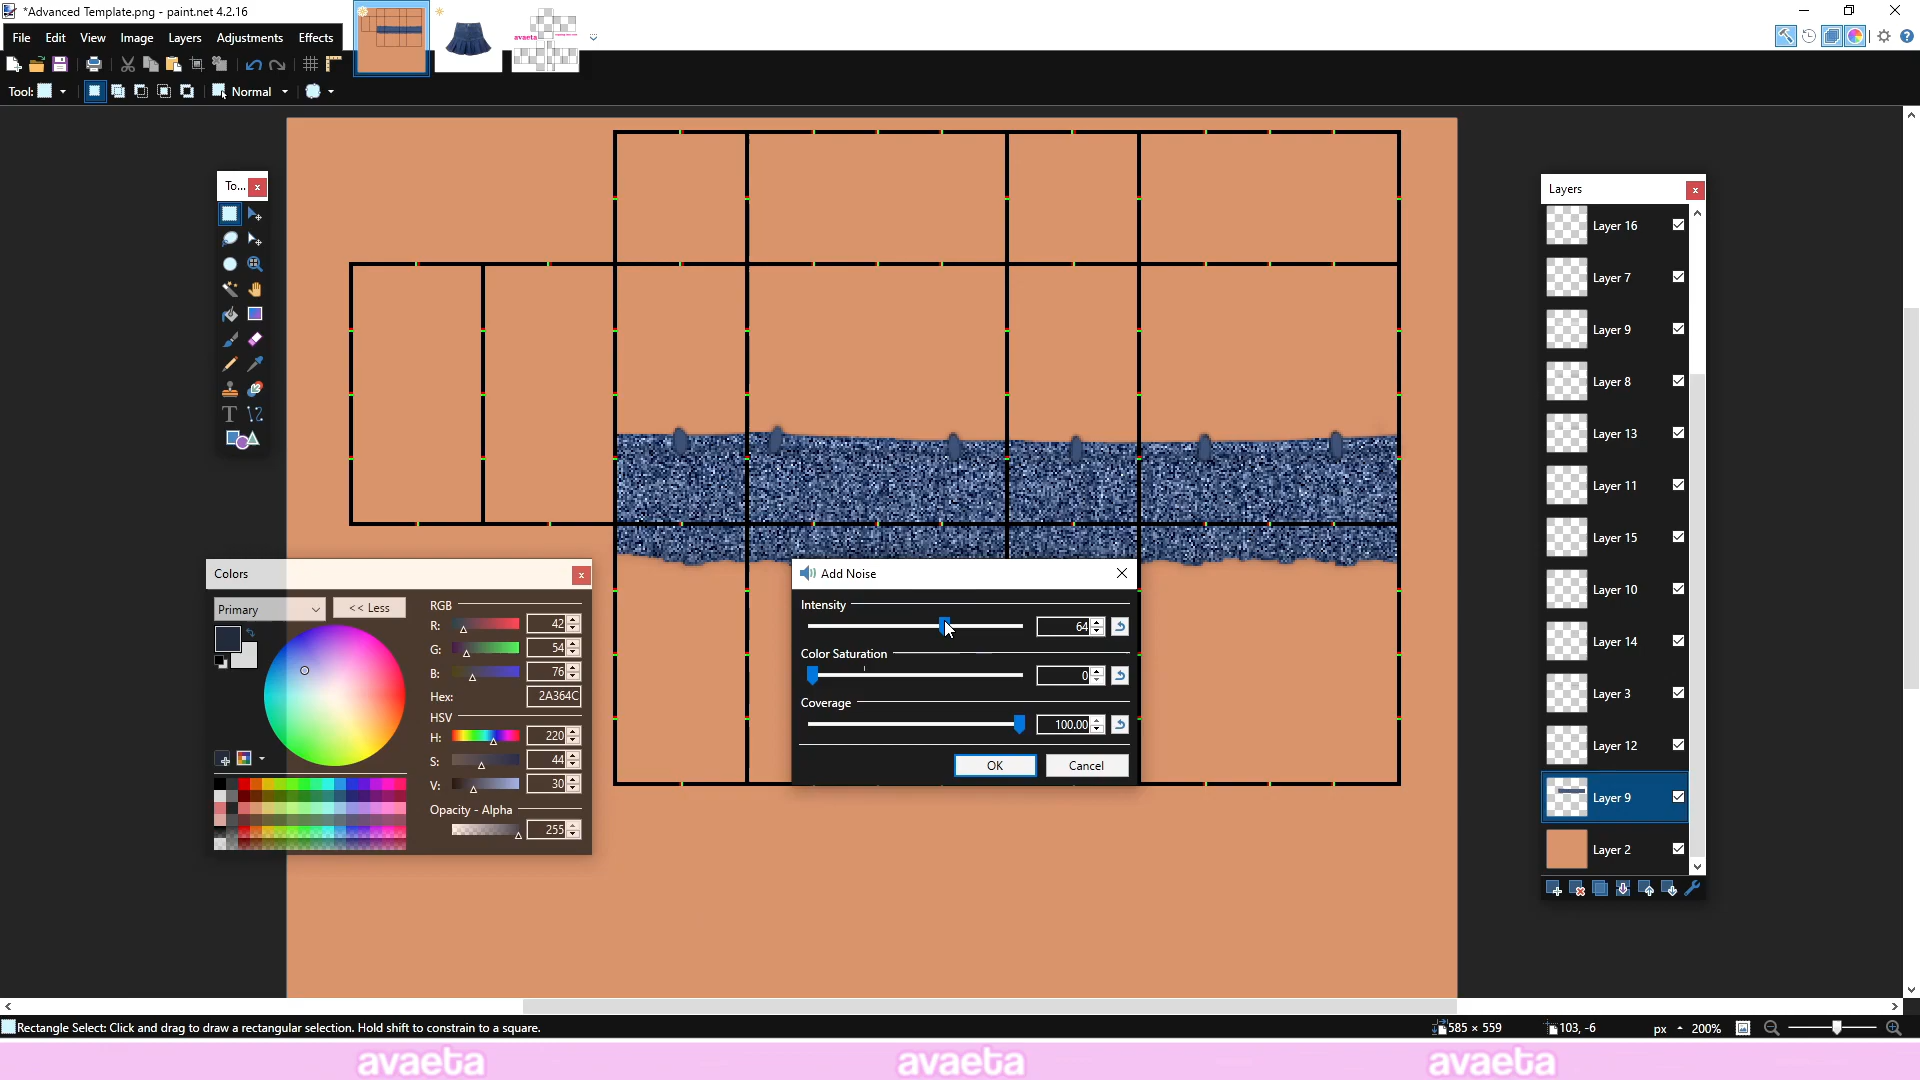 *Advanced Template.png - paint.net 4.2.16
File Edit View Image Layers Adjustments Effects
avaeta
Tool: Normal
To...
Layers
Layer 16
Layer 7
Layer 9
Layer 8
Layer 13
Layer 11
Layer 15
Layer 10
Layer 14
Layer 3
Layer 12
Layer 9
Layer 2
Colors
Primary
<< Less
RGB
R: 42
G: 54
B: 76
Hex: 2A364C
HSV
H: 220
S: 44
V: 30
Opacity - Alpha
255
Add Noise
Intensity
64
Color Saturation
0
Coverage
100.00
OK Cancel
Rectangle Select: Click and drag to draw a rectangular selection. Hold shift to constrain to a square.
585 × 559 103, -6 px 200%
avaeta avaeta avaeta